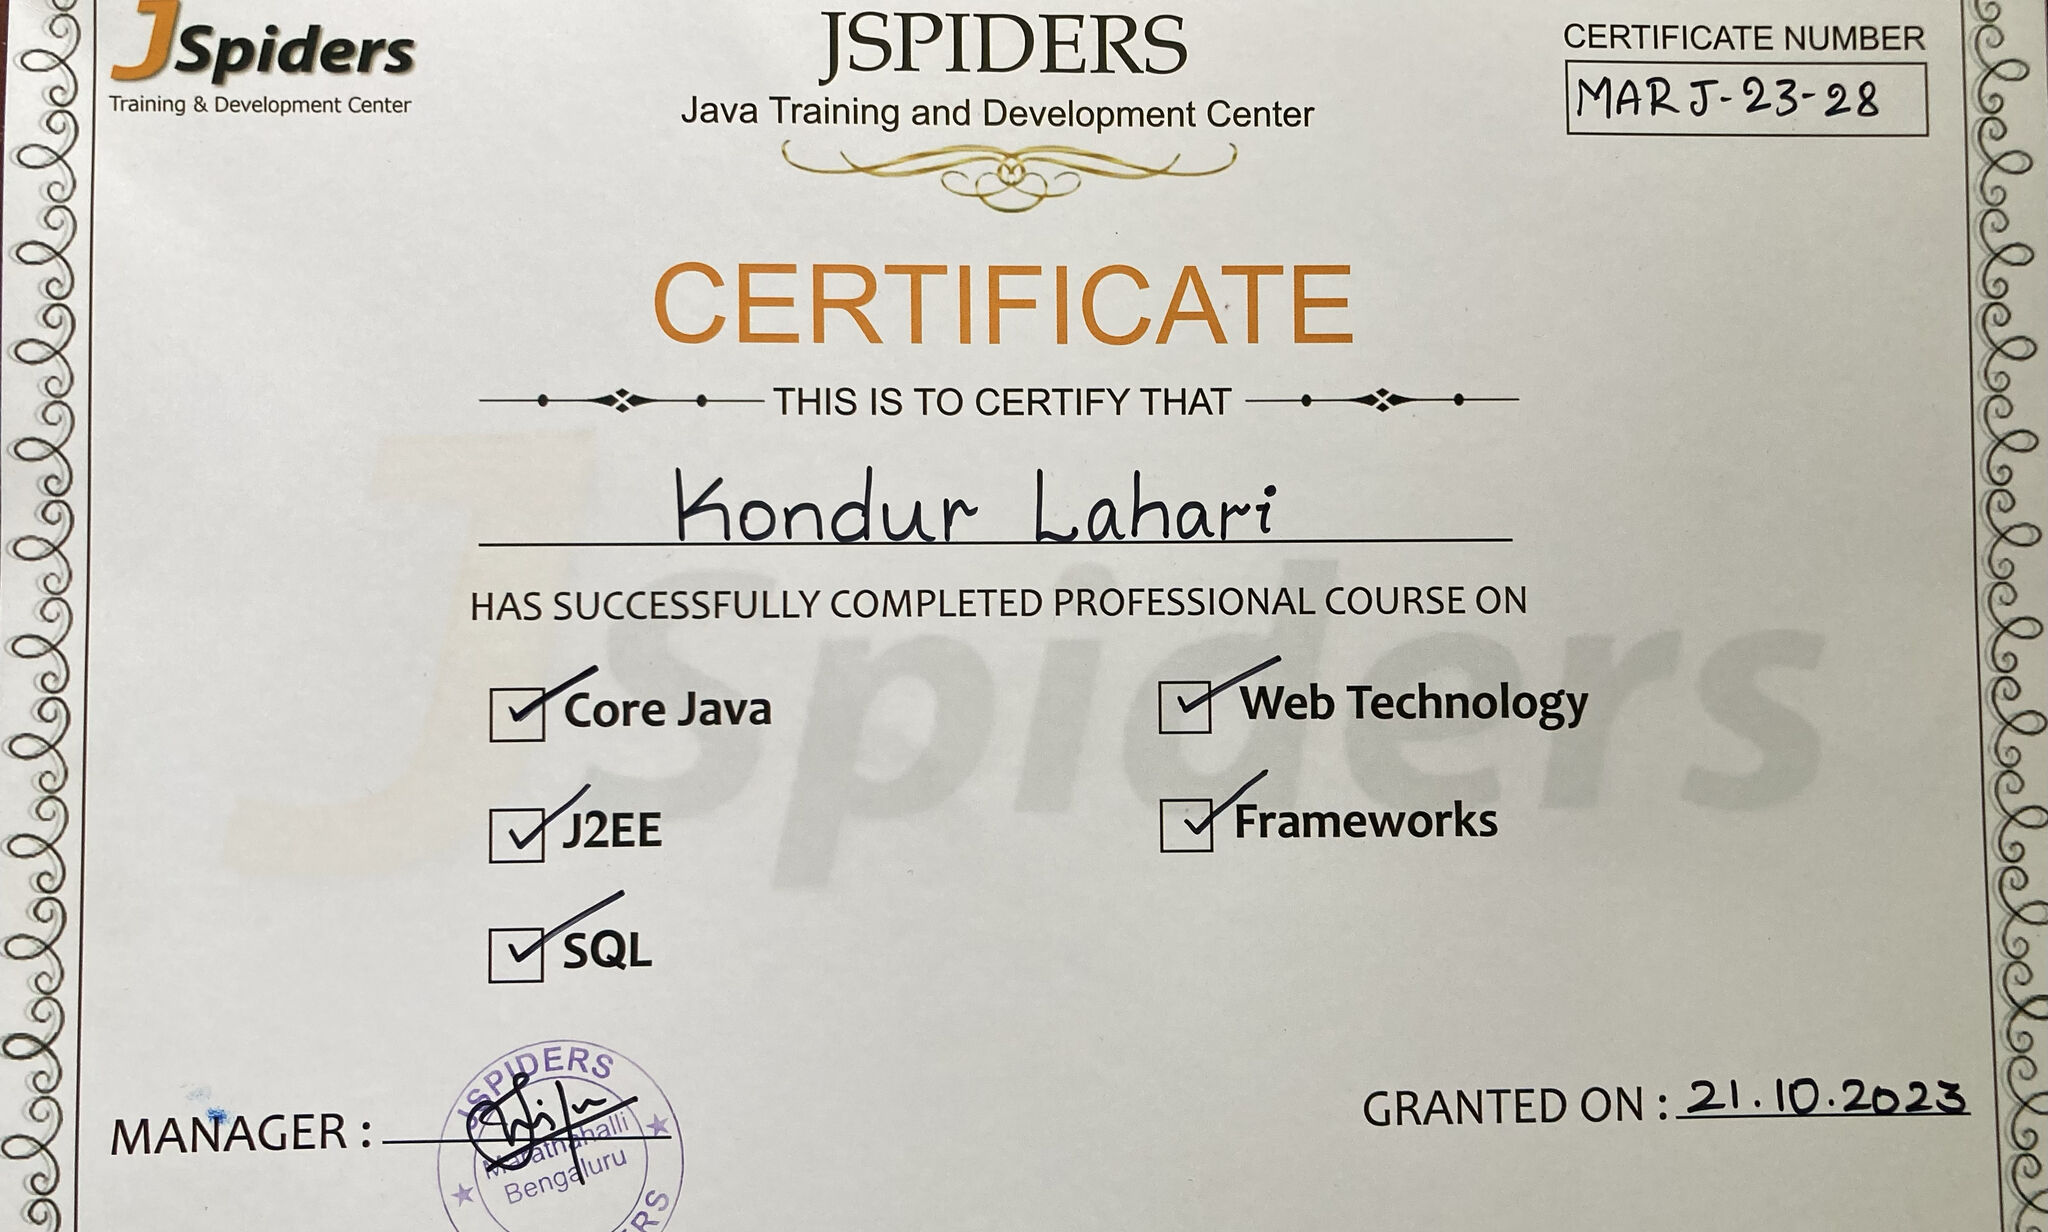 JSpiders
Training & Development Center
JSPIDERS
Java Training and Development Center
CERTIFICATE NUMBER
MARJ-23-28
CERTIFICATE
THIS IS TO CERTIFY THAT
Kondur Lahari
HAS SUCCESSFULLY COMPLETED PROFESSIONAL COURSE ON
Core Java
Web Technology
J2EE
Frameworks
SQL
JSpiders
MANAGER :
JSPIDERS
Marathahalli
Bengaluru
GRANTED ON : 21.10.2023